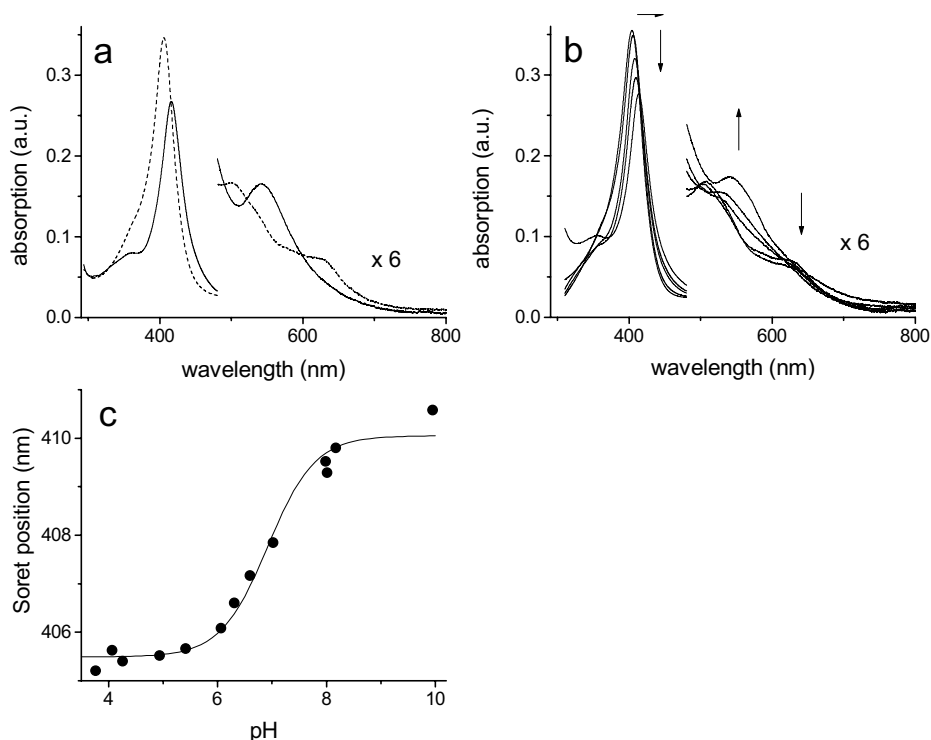 a
absorption (a.u.)
0.3
0.2
0.1
0.0
x 6
400
600
800
wavelength (nm)
b
absorption (a.u.)
0.3
0.2
0.1
0.0
x 6
400
600
800
wavelength (nm)
c
Soret position (nm)
410
408
406
4
6
8
10
pH